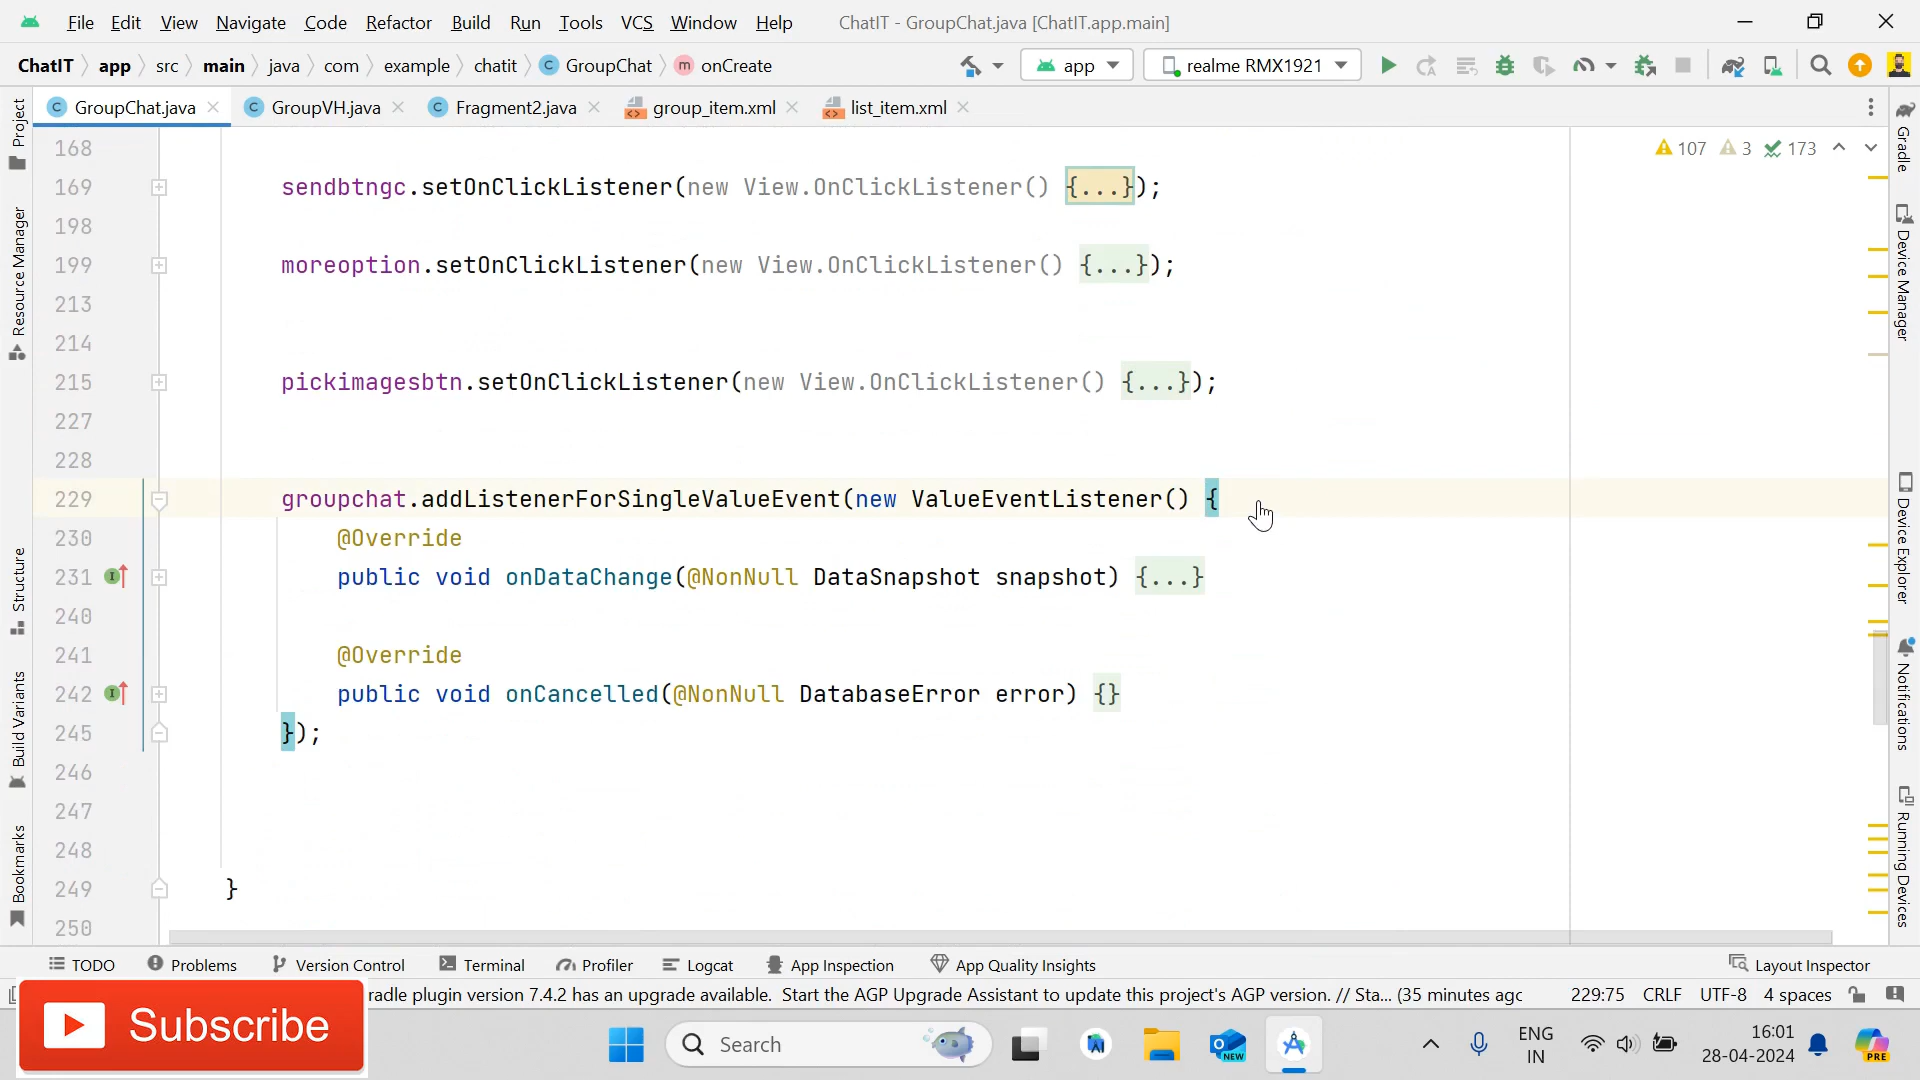 File Edit View Navigate Code Refactor Build Run Tools VCS Window Help ChatIT - GroupChat.java [ChatIT.app.main]
ChatIT app src main java com example chatit GroupChat onCreate app realme RMX1921
GroupChat.java GroupVH.java Fragment2.java group_item.xml list_item.xml
168 107 3 173
169 sendbtngc.setOnClickListener(new View.OnClickListener() {...});
198
199 moreoption.setOnClickListener(new View.OnClickListener() {...});
213
214
215 pickimagesbtn.setOnClickListener(new View.OnClickListener() {...});
227
228
229 groupchat.addListenerForSingleValueEvent(new ValueEventListener() {
230 @Override
231 public void onDataChange(@NonNull DataSnapshot snapshot) {...}
240
241 @Override
242 public void onCancelled(@NonNull DatabaseError error) {}
245 });
246
247
248
249 }
250
Project
Resource Manager
Structure
Build Variants
Bookmarks
Gradle
Device Manager
Device Explorer
Notifications
Running Devices
TODO Problems Version Control Terminal Profiler Logcat App Inspection App Quality Insights Layout Inspector
radle plugin version 7.4.2 has an upgrade available. Start the AGP Upgrade Assistant to update this project's AGP version. // Sta... (35 minutes agc 229:75 CRLF UTF-8 4 spaces
Subscribe
Search
NEW
ENG
IN
16:01
28-04-2024
PRE